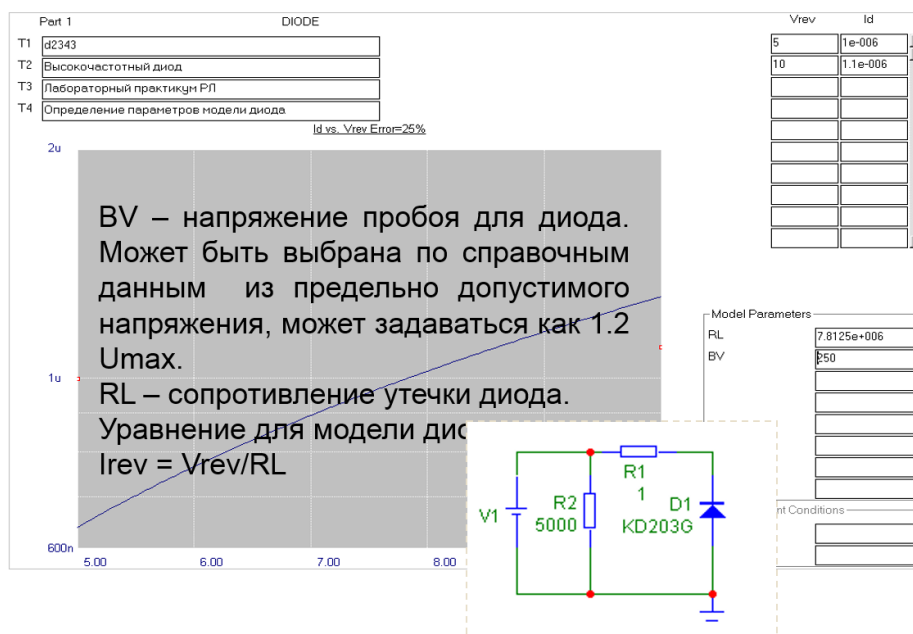 Part 1
DIODE
Vrev
Id
T1
d2343
T2
Высокочастотный диод
T3
Лабораторный практикум РЛ
T4
Определение параметров модели диода
5
1e-006
10
1.1e-006
Id vs. Vrev Error=25%
2u
1u
600n
BV – напряжение пробоя для диода.
Может быть выбрана по справочным
данным из предельно допустимого
напряжения, может задаваться как 1.2
Umax.
RL – сопротивление утечки диода.
Уравнение для модели
Irev = Vrev/RL
5.00
6.00
7.00
8.00
Model Parameters
RL
7.8125e+006
BV
250
Conditions
V1
R2
5000
R1
1
D1
KD203G